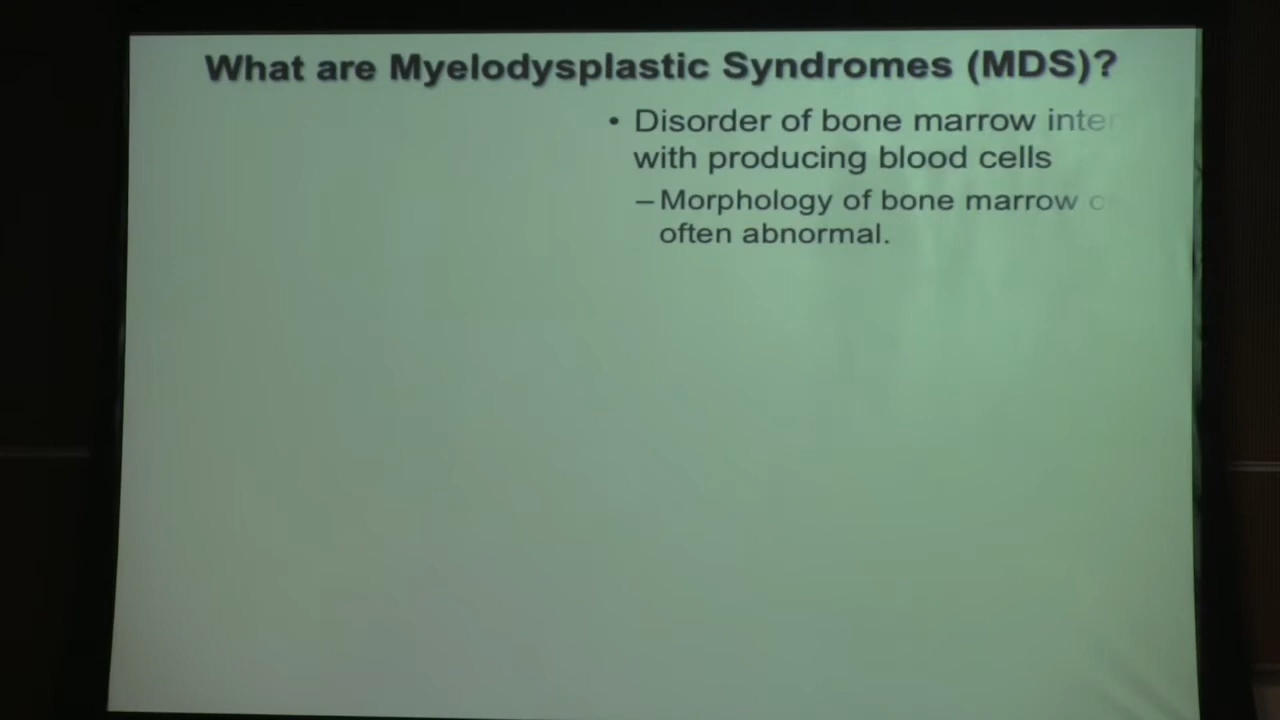 What are Myelodysplastic Syndromes (MDS)?
• Disorder of bone marrow
with producing blood cells
– Morphology of bone marrow
often abnormal.